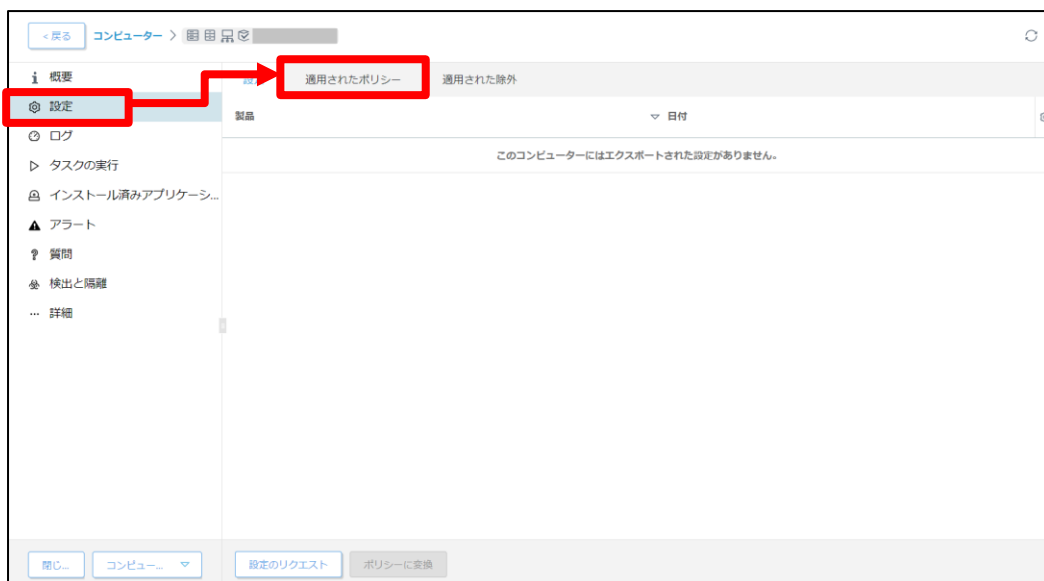 <戻る コンピューター >
概要
設定
ログ
タスクの実行
インストール済みアプリケーシ...
アラート
質問
検出と隔離
... 詳細
適用されたポリシー 適用された除外
製品 日付
このコンピューターにはエクスポートされた設定がありません。
閉じ... コンピュー... 設定のリクエスト ポリシーに変換